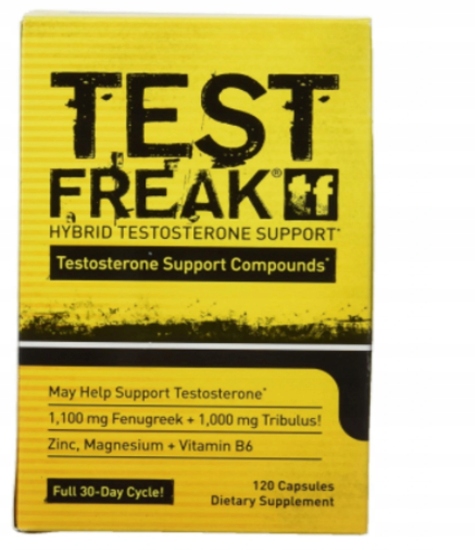 TEST
FREAK® tf
HYBRID TESTOSTERONE SUPPORT*
Testosterone Support Compounds*
May Help Support Testosterone*
1,100 mg Fenugreek + 1,000 mg Tribulus!
Zinc, Magnesium + Vitamin B6
Full 30-Day Cycle!
120 Capsules
Dietary Supplement